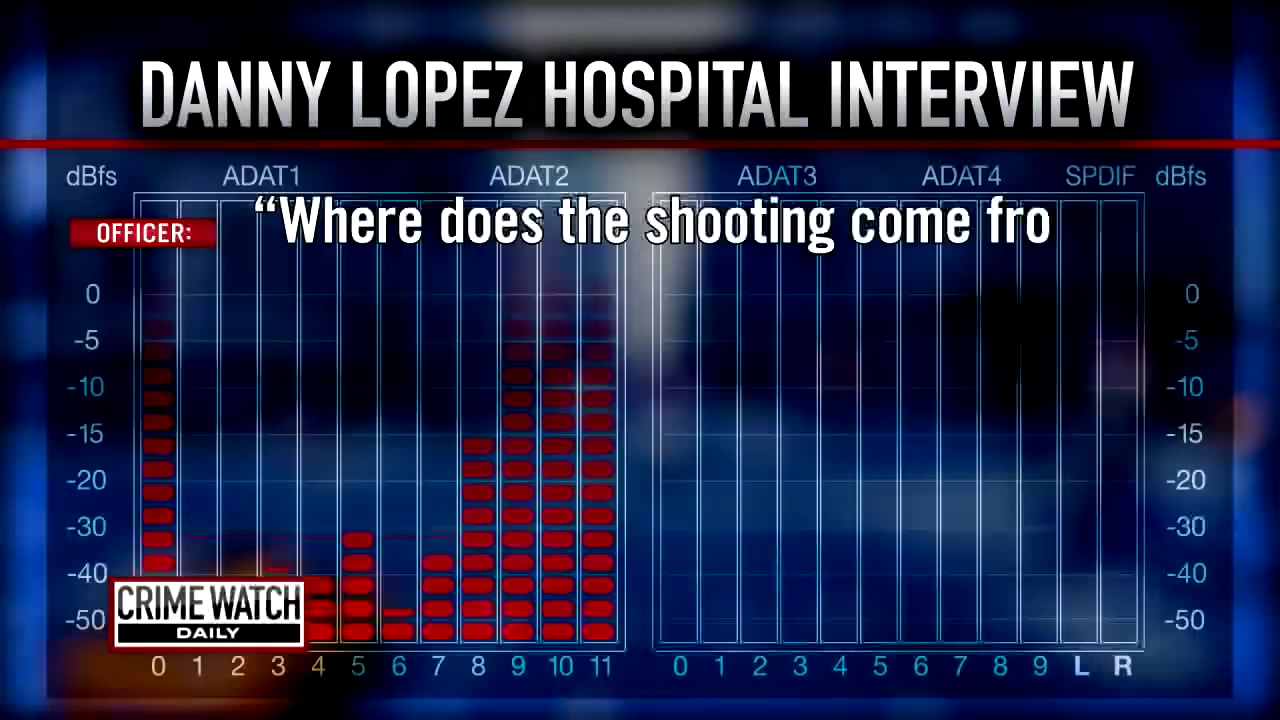 DANNY LOPEZ HOSPITAL INTERVIEW
dBfs ADAT1 ADAT2 ADAT3 ADAT4 SPDIF dBfs
OFFICER: “Where does the shooting come fro
0 0
-5 -5
-10 -10
-15 -15
-20 -20
-30 -30
-40 -40
-50 -50
CRIME WATCH
DAILY
0 1 2 3 4 5 6 7 8 9 10 11 0 1 2 3 4 5 6 7 8 9 L R